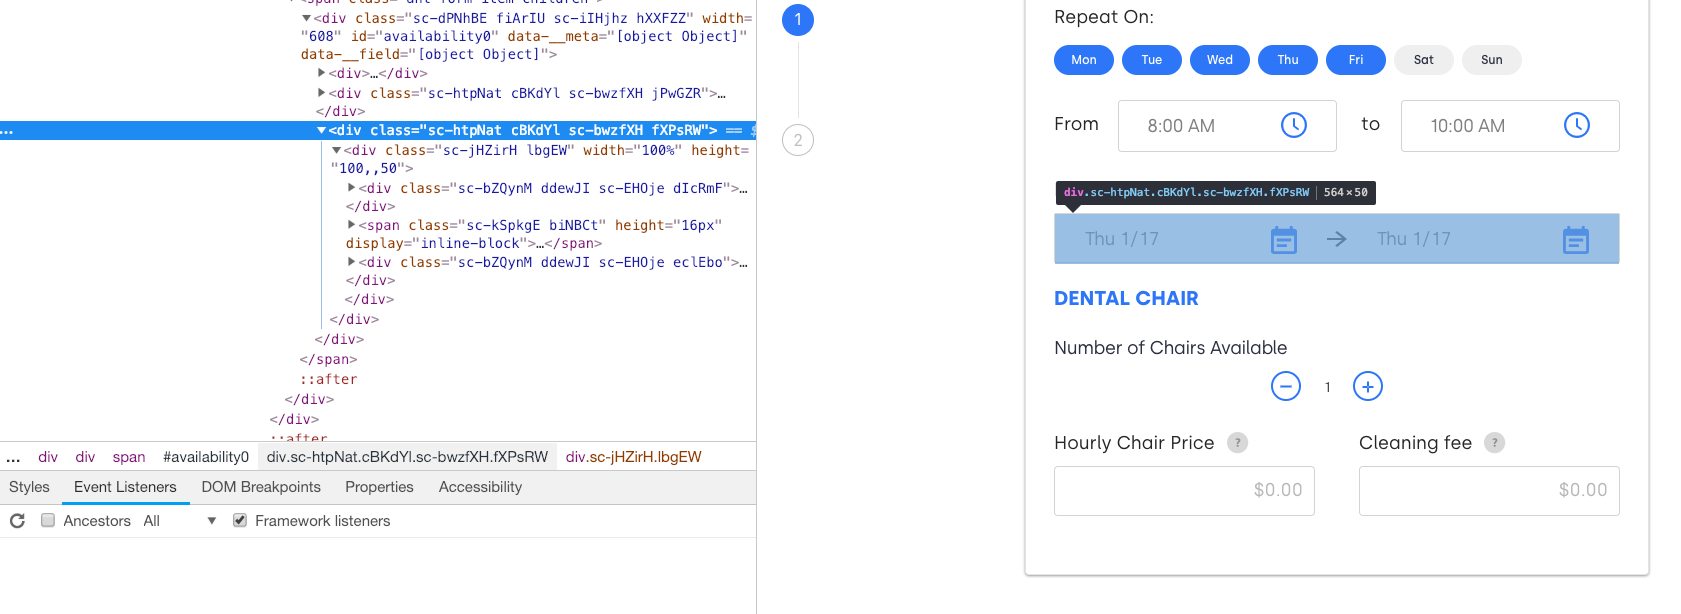 <span class="ant-form-item-children">
▼<div class="sc-dPNhBE fiArIU sc-iIHjhz hXXFZZ" width=
"608" id="availability0" data-__meta="[object Object]"
data-__field="[object Object]">
▶<div>…</div>
▶<div class="sc-htpNat cBKdYl sc-bwzfXH jPwGZR">…
</div>
... ▼<div class="sc-htpNat cBKdYl sc-bwzfXH fXPsRW"> == $
▼<div class="sc-jHZirH lbgEW" width="100%" height=
"100,,50">
▶<div class="sc-bZQynM ddewJI sc-EHOje dIcRmF">…
</div>
▶<span class="sc-kSpkgE biNBCt" height="16px"
display="inline-block">…</span>
▶<div class="sc-bZQynM ddewJI sc-EHOje eclEbo">…
</div>
</div>
</div>
</div>
</span>
::after
</div>
</div>
::after
... div div span #availability0 div.sc-htpNat.cBKdYl.sc-bwzfXH.fXPsRW div.sc-jHZirH.lbgEW
Styles Event Listeners DOM Breakpoints Properties Accessibility
Ancestors All ▼ Framework listeners
1
2
Repeat On:
Mon Tue Wed Thu Fri Sat Sun
From 8:00 AM to 10:00 AM
div.sc-htpNat.cBKdYl.sc-bwzfXH.fXPsRW | 564×50
Thu 1/17 → Thu 1/17
DENTAL CHAIR
Number of Chairs Available
− 1 +
Hourly Chair Price ? Cleaning fee ?
$0.00 $0.00